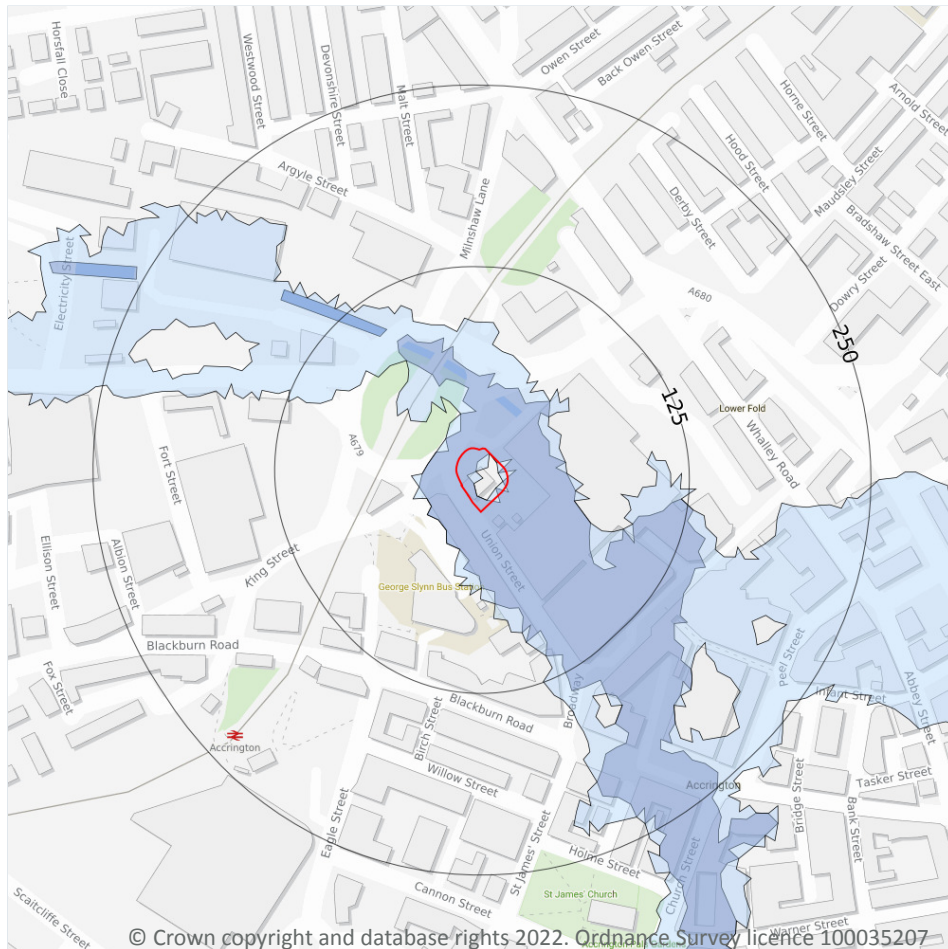 Horsfall Close
Westwood Street
Devonshire Street
Malt Street
Owen Street
Back Owen Street
Horne Street
Arnold Street
Hood Street
Maudsley Street
Argyle Street
Milnshaw Lane
Derby Street
Bradshaw Street East
Dowry Street
Electricity Street
A680
250
125
Lower Fold
Whalley Road
A679
Fort Street
Union Street
Ellison Street
Albion Street
King Street
George Slynn Bus Stati
Blackburn Road
Peel Street
Abbey Street
Fox Street
Infant Street
Broadway
Blackburn Road
Birch Street
Accrington
Willow Street
Accrington
Tasker Street
Bridge Street
Bank Street
Eagle Street
St James' Street
Holme Street
Church Street
Cannon Street
St James' Church
Scaitcliffe Street
Warner Street
© Crown copyright and database rights 2022. Ordnance Survey licence 100035207